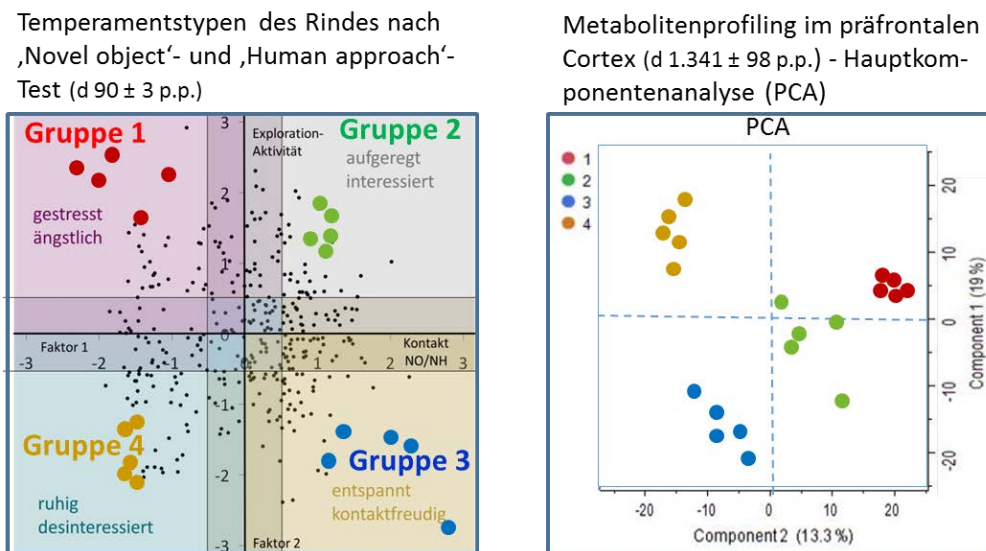 Temperamentstypen des Rindes nach
‚Novel object‘- und ‚Human approach‘-
Test (d 90 ± 3 p.p.)
Gruppe 1
gestresst
ängstlich
Exploration-
Aktivität
Gruppe 2
aufgeregt
interessiert
3
2
1
0
-1
-2
-3
Faktor 1
Kontakt
NO/NH
-3
-2
-1
0
1
2
3
Gruppe 4
ruhig
desinteressiert
Gruppe 3
entspannt
kontaktfreudig
Faktor 2
Metabolitenprofiling im präfrontalen
Cortex (d 1.341 ± 98 p.p.) - Hauptkom-
ponentenanalyse (PCA)
PCA
1
2
3
4
20
10
0
-10
-20
Component 1 (19 %)
-20
-10
0
10
20
Component 2 (13.3 %)